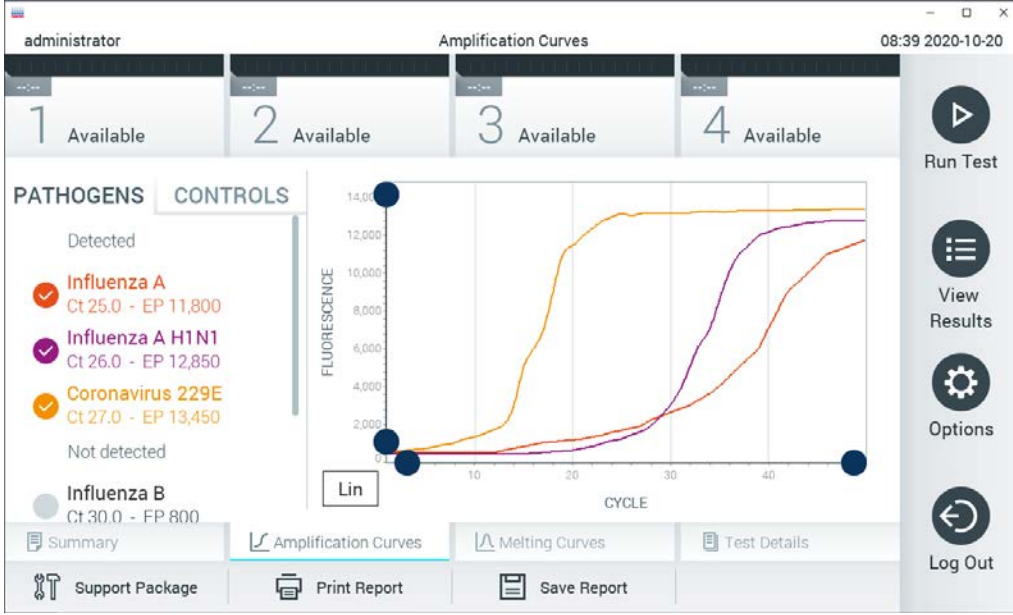 administrator
Amplification Curves
08:39 2020-10-20
--:--
1 Available
--:--
2 Available
--:--
3 Available
--:--
4 Available
Run Test
View
Results
Options
Log Out
PATHOGENS
CONTROLS
Detected
Influenza A
Ct 25.0 - EP 11,800
Influenza A H1N1
Ct 26.0 - EP 12,850
Coronavirus 229E
Ct 27.0 - EP 13,450
Not detected
Influenza B
Ct 30.0 - EP 800
FLUORESCENCE
12,000
10,000
6,000
4,000
2,000
0
10
20
30
40
CYCLE
Lin
Summary
Amplification Curves
Melting Curves
Test Details
Support Package
Print Report
Save Report